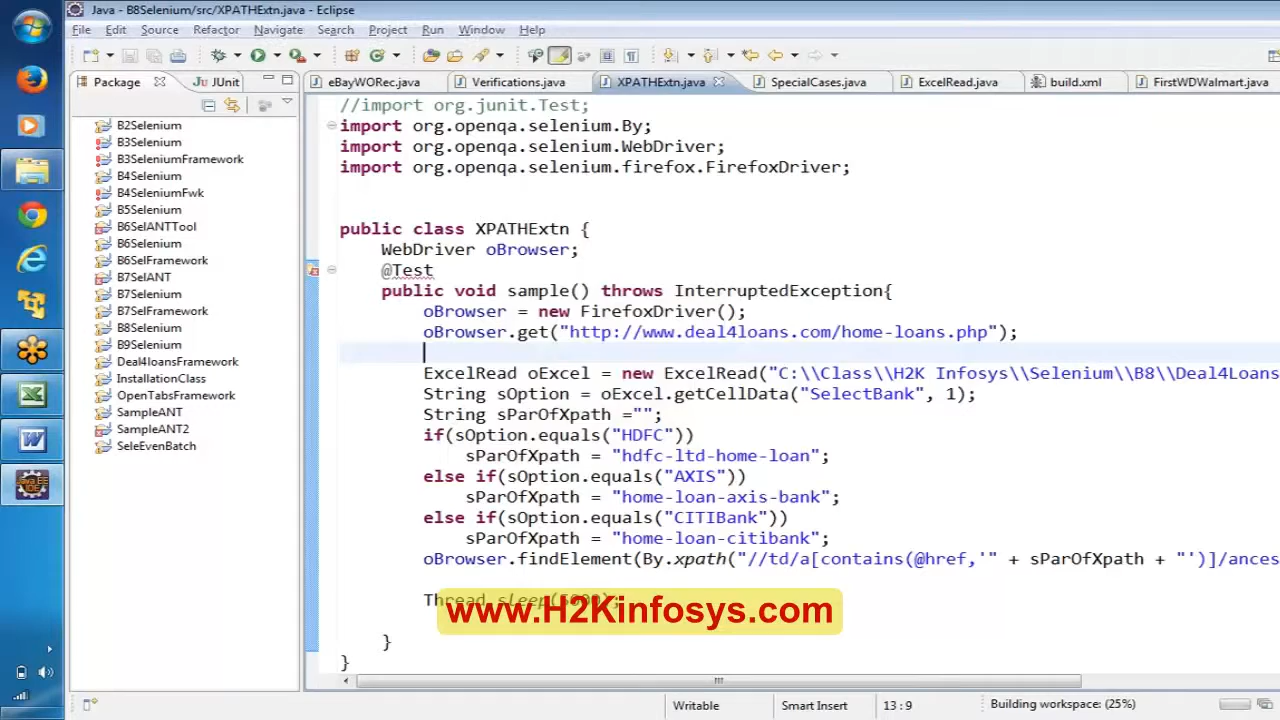 Java - B8Selenium/src/XPATHExtn.java - Eclipse
File Edit Source Refactor Navigate Search Project Run Window Help
Package JUnit eBayWORec.java Verifications.java XPATHExtn.java SpecialCases.java ExcelRead.java build.xml FirstWDWalmart.java
B2Selenium
B3Selenium
B3SeleniumFramework
B4Selenium
B4SeleniumFwk
B5Selenium
B6SelANTTool
B6Selenium
B6SelFramework
B7SelANT
B7Selenium
B7SelFramework
B8Selenium
B9Selenium
Deal4loansFramework
InstallationClass
OpenTabsFramework
SampleANT
SampleANT2
SeleEvenBatch
//import org.junit.Test;
import org.openqa.selenium.By;
import org.openqa.selenium.WebDriver;
import org.openqa.selenium.firefox.FirefoxDriver;
public class XPATHExtn {
WebDriver oBrowser;
@Test
public void sample() throws InterruptedException{
oBrowser = new FirefoxDriver();
oBrowser.get("http://www.deal4loans.com/home-loans.php");
ExcelRead oExcel = new ExcelRead("C:\\Class\\H2K Infosys\\Selenium\\B8\\Deal4Loans
String sOption = oExcel.getCellData("SelectBank", 1);
String sParOfXpath ="";
if(sOption.equals("HDFC"))
sParOfXpath = "hdfc-ltd-home-loan";
else if(sOption.equals("AXIS"))
sParOfXpath = "home-loan-axis-bank";
else if(sOption.equals("CITIBank"))
sParOfXpath = "home-loan-citibank";
oBrowser.findElement(By.xpath("//td/a[contains(@href,'" + sParOfXpath + "')]/ances
Thread.sleep(5000);
www.H2Kinfosys.com
}
}
Writable Smart Insert 13 : 9 Building workspace: (25%)